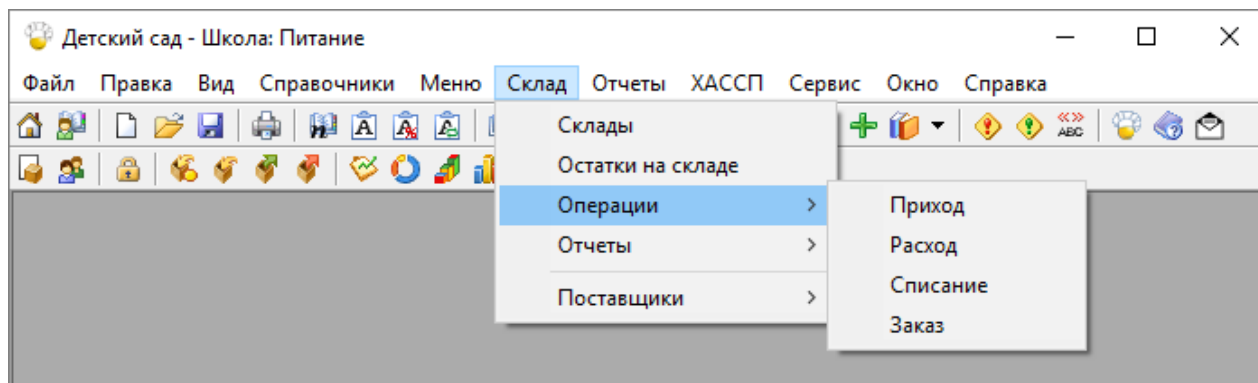 Детский сад - Школа: Питание
Файл Правка Вид Справочники Меню Склад Отчеты ХАССП Сервис Окно Справка
ABC
Склады
Остатки на складе
Операции
Отчеты
Поставщики
Приход
Расход
Списание
Заказ